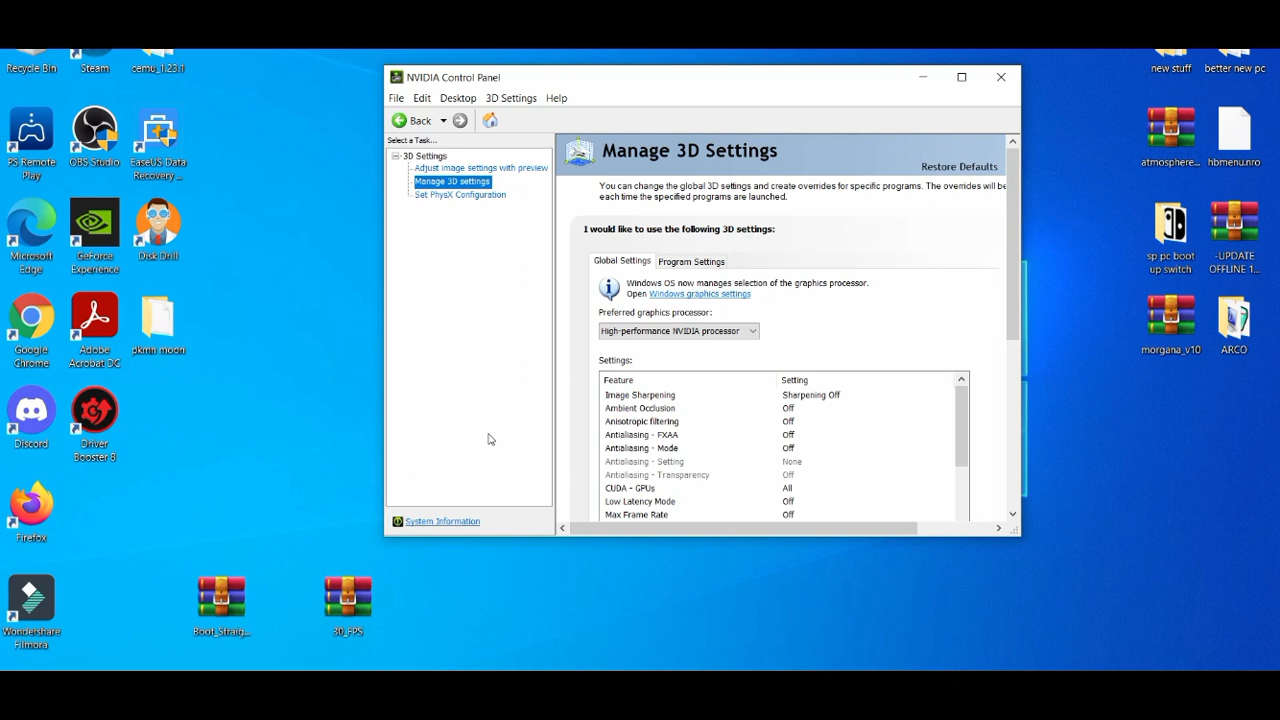 Recycle Bin
Steam
cemu_1.23.1
PS Remote
Play
OBS Studio
EaseUS Data
Recovery ...
Microsoft
Edge
GeForce
Experience
Disk Drill
Google
Chrome
Adobe
Acrobat DC
pkmn moon
Discord
Driver
Booster 8
Firefox
Wondershare
Filmora
Boot_Straig...
30_FPS
NVIDIA Control Panel
File Edit Desktop 3D Settings Help
Back
Select a Task...
3D Settings
Adjust image settings with preview
Manage 3D settings
Set PhysX Configuration
System Information
Manage 3D Settings
Restore Defaults
You can change the global 3D settings and create overrides for specific programs. The overrides will be
each time the specified programs are launched.
I would like to use the following 3D settings:
Global Settings Program Settings
Windows OS now manages selection of the graphics processor.
Open Windows graphics settings
Preferred graphics processor:
High-performance NVIDIA processor
Settings:
Feature Setting
Image Sharpening Sharpening Off
Ambient Occlusion Off
Anisotropic filtering Off
Antialiasing - FXAA Off
Antialiasing - Mode Off
Antialiasing - Setting None
Antialiasing - Transparency Off
CUDA - GPUs All
Low Latency Mode Off
Max Frame Rate Off
new stuff
better new pc
atmosphere...
hbmenu.nro
sp pc boot
up switch
-UPDATE
OFFLINE 1...
morgana_v10
ARCO